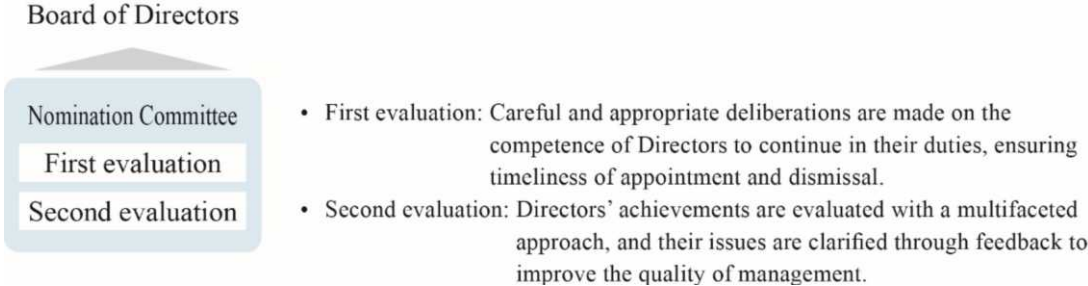 Board of Directors
Nomination Committee
First evaluation
Second evaluation
• First evaluation: Careful and appropriate deliberations are made on the
competence of Directors to continue in their duties, ensuring
timeliness of appointment and dismissal.
• Second evaluation: Directors’ achievements are evaluated with a multifaceted
approach, and their issues are clarified through feedback to
improve the quality of management.